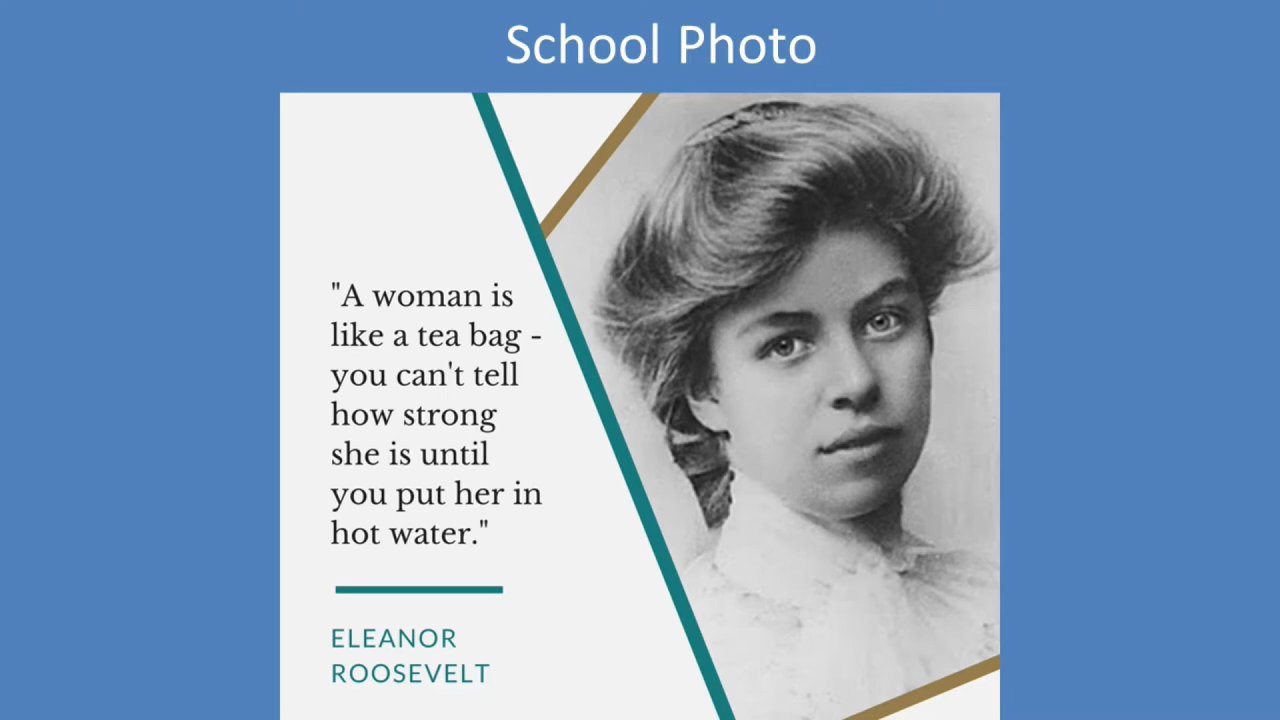 School Photo
"A woman is
like a tea bag -
you can't tell
how strong
she is until
you put her in
hot water."
ELEANOR
ROOSEVELT